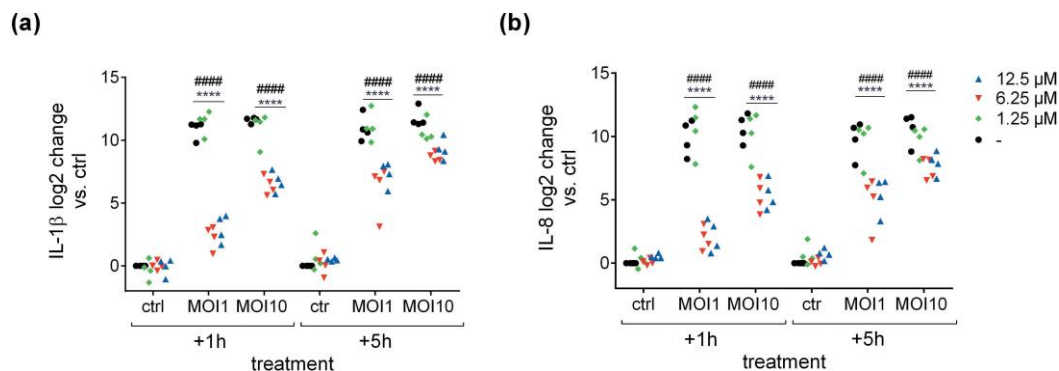 (a)
IL-1β log2 change
vs. ctrl
15
10
5
0
####
****
####
****
####
****
####
****
ctrl
MOI1
MOI10
ctr
MOI1
MOI10
+1h
+5h
treatment
(b)
IL-8 log2 change
vs. ctrl
15
10
5
0
####
****
####
****
####
****
####
****
ctrl
MOI1
MOI10
ctr
MOI1
MOI10
+1h
+5h
treatment
12.5 µM
6.25 µM
1.25 µM
-